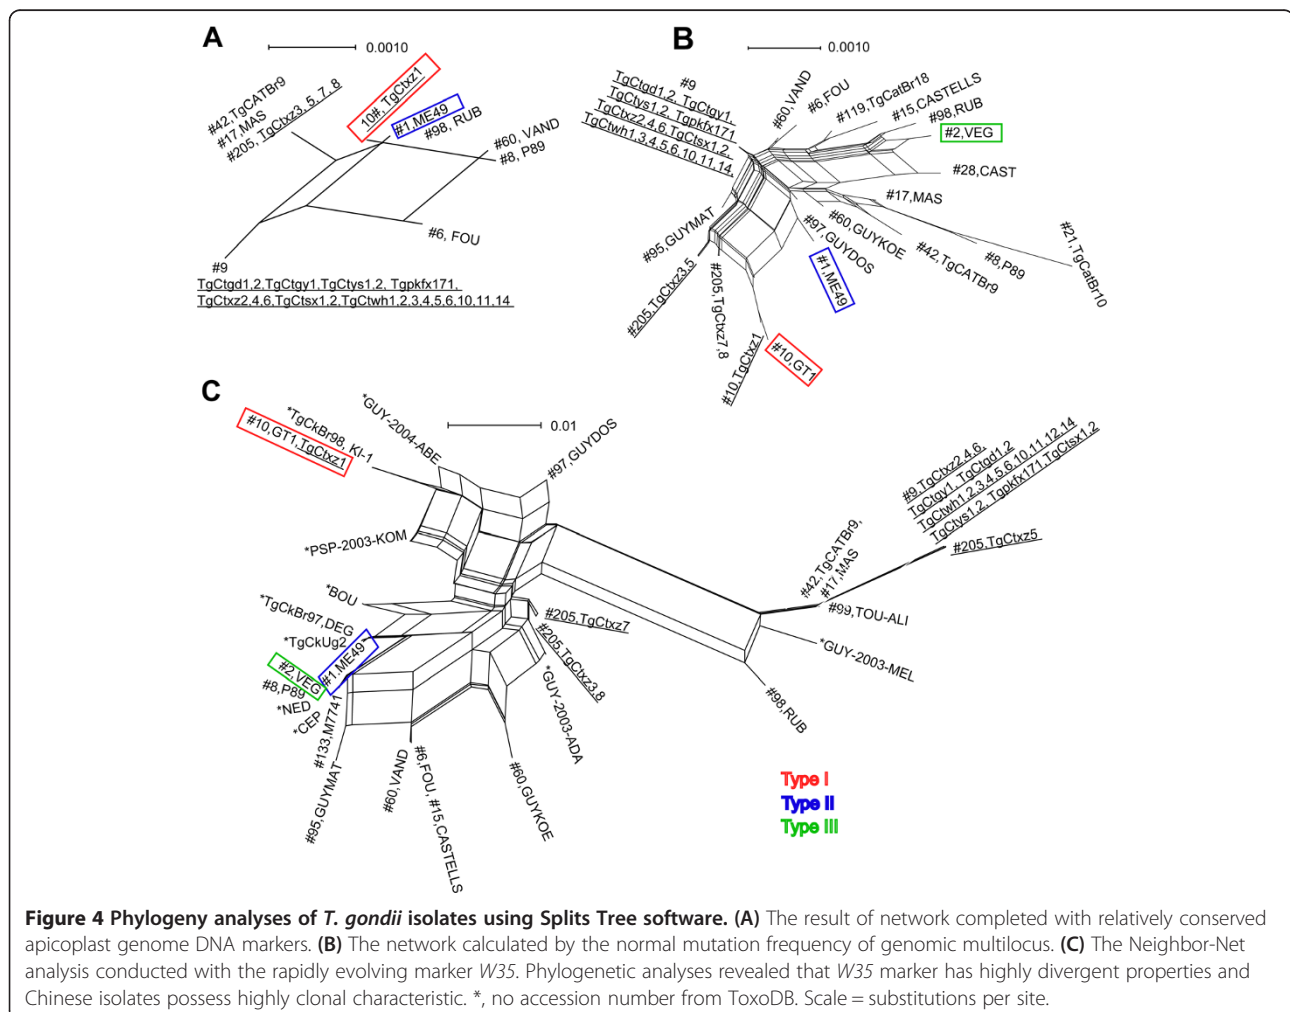 A
0.0010
10#, TgCtxz1
#42,TgCATBr9
#17,MAS
#205, TgCtxz3, 5, 7, 8
#1,ME49
#98, RUB
#60, VAND
#8, P89
#6, FOU
#9
TgCtgd1,2,TgCtgy1,TgCtys1,2, Tgpkfx171,
TgCtxz2,4,6,TgCtsx1,2,TgCtwh1,2,3,4,5,6,10,11,14
B
0.0010
#9
TgCtgd1,2, TgCtgy1,
TgCtys1,2, Tgpkfx171
TgCtxz2,4,6,TgCtsx1,2,
TgCtwh1,3,4,5,6,10,11,14,
#60,VAND
#6,FOU
#119,TgCatBr18
#15,CASTELLS
#98,RUB
#2,VEG
#28,CAST
#17,MAS
#21,TgCatBr10
#8,P89
#42,TgCATBr9
#60,GUYKOE
#97,GUYDOS
#1,ME49
#95,GUYMAT
#205,TgCtxz3,5
#205,TgCtxz7,8
#10,TgCtxz1
#10,GT1
C
0.01
*TgCkBr98, KI-1
#10,GT1,TgCtxz1
*GUY-2004-ABE
#97,GUYDOS
*PSP-2003-KOM
*BOU
*TgCkBr97,DEG
*TgCkUg2
#1,ME49
#2,VEG
#8,P89
*NED
*CEP
#133,M7741
#95,GUYMAT
#60,VAND
#6,FOU, #15,CASTELLS
#60,GUYKOE
*GUY-2003-ADA
#205,TgCtxz3,8
#205,TgCtxz7
#9,TgCtxz2,4,6,
TgCtgy1, TgCtgd1,2
TgCtwh1,2,3,4,5,6,10,11,12,14
TgCtys1,2, Tgpkfx171,TgCtsx1,2
#205,TgCtxz5
#42,TgCATBr9,
#17,MAS
#99,TOU-ALI
*GUY-2003-MEL
#98,RUB
Type I
Type II
Type III
Figure 4 Phylogeny analyses of T. gondii isolates using Splits Tree software. (A) The result of network completed with relatively conserved
apicoplast genome DNA markers. (B) The network calculated by the normal mutation frequency of genomic multilocus. (C) The Neighbor-Net
analysis conducted with the rapidly evolving marker W35. Phylogenetic analyses revealed that W35 marker has highly divergent properties and
Chinese isolates possess highly clonal characteristic. *, no accession number from ToxoDB. Scale = substitutions per site.